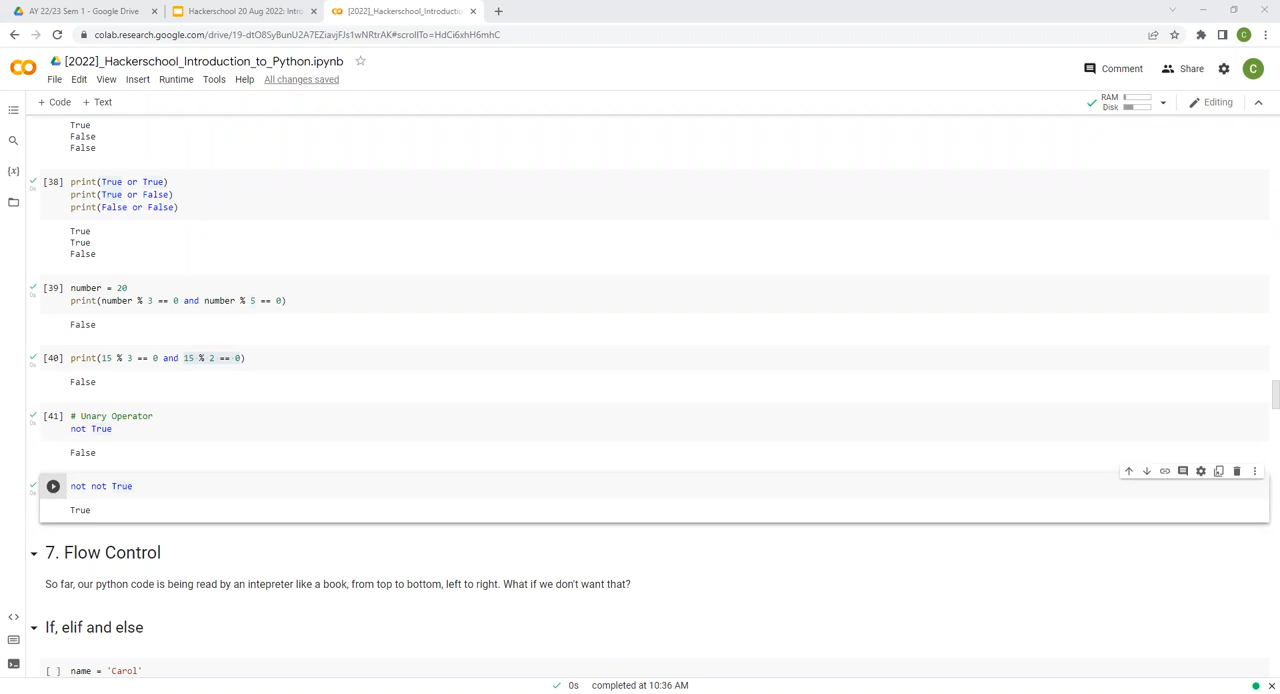 AY 22/23 Sem 1 - Google Drive
Hackerschool 20 Aug 2022: Intro
[2022]_Hackerschool_Introductio
colab.research.google.com/drive/19-dtO8SyBunU2A7EZiavjFJs1wNRtrAK#scrollTo=HdCi6xhH6mhC
C
[2022]_Hackerschool_Introduction_to_Python.ipynb
File Edit View Insert Runtime Tools Help All changes saved
Comment Share C
+ Code + Text
RAM
Disk
Editing
True
False
False
[38] print(True or True)
0s
print(True or False)
print(False or False)
True
True
False
[39] number = 20
0s
print(number % 3 == 0 and number % 5 == 0)
False
[40] print(15 % 3 == 0 and 15 % 2 == 0)
0s
False
[41] # Unary Operator
0s
not True
False
not not True
0s
True
7. Flow Control
So far, our python code is being read by an intepreter like a book, from top to bottom, left to right. What if we don't want that?
If, elif and else
[ ] name = 'Carol'
0s completed at 10:36 AM